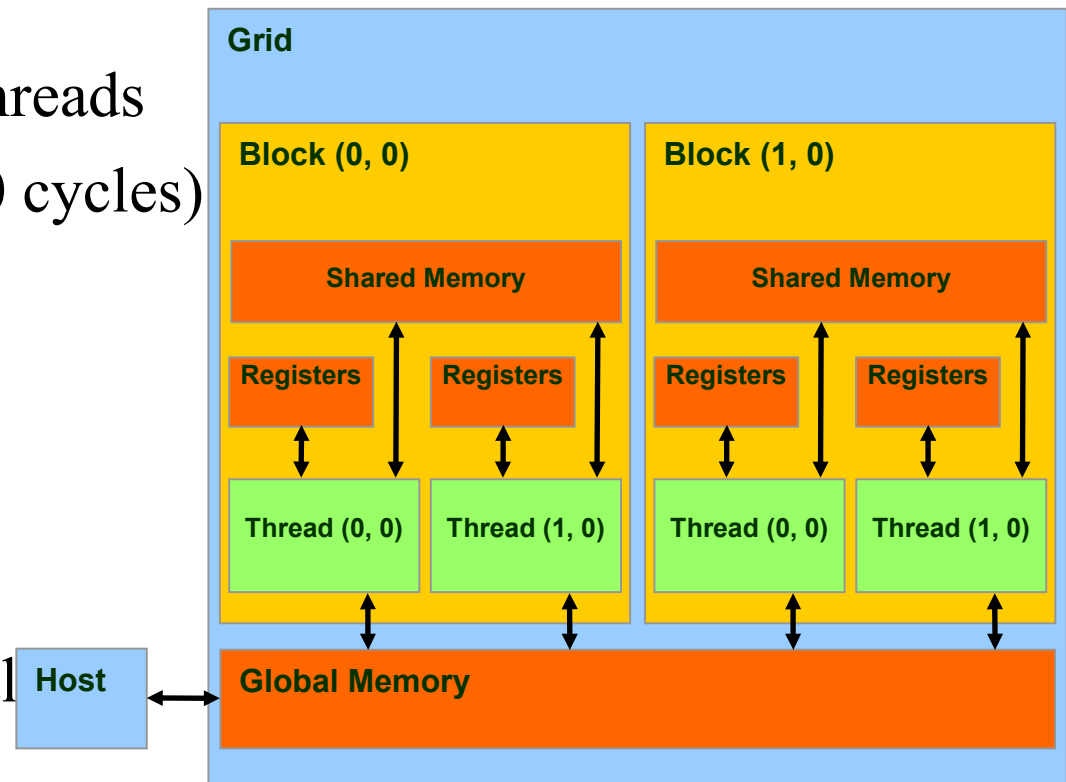 Grid
hreads
cycles)
Block (0, 0)
Block (1, 0)
Shared Memory
Shared Memory
Registers
Registers
Registers
Registers
Thread (0, 0)
Thread (1, 0)
Thread (0, 0)
Thread (1, 0)
l
Host
Global Memory